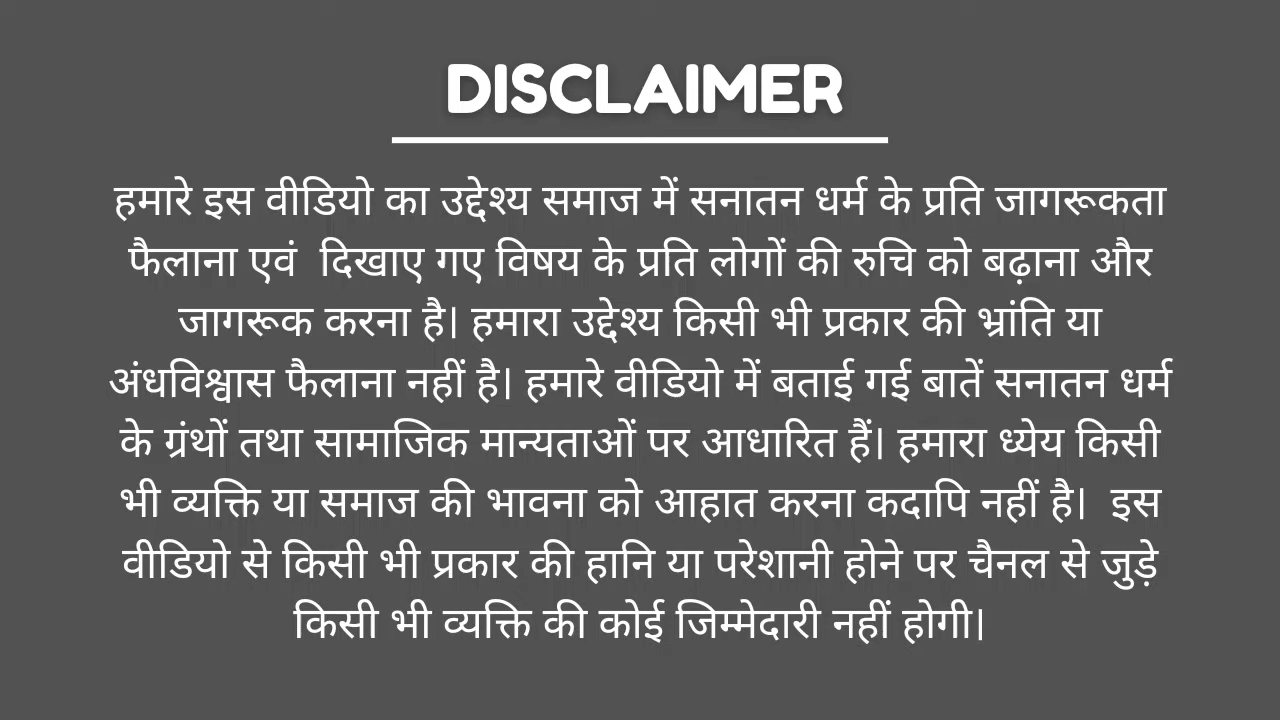 DISCLAIMER
हमारे इस वीडियो का उद्देश्य समाज में सनातन धर्म के प्रति जागरूकता
फैलाना एवं  दिखाए गए विषय के प्रति लोगों की रुचि को बढ़ाना और
जागरूक करना है। हमारा उद्देश्य किसी भी प्रकार की भ्रांति या
अंधविश्वास फैलाना नहीं है। हमारे वीडियो में बताई गई बातें सनातन धर्म
के ग्रंथों तथा सामाजिक मान्यताओं पर आधारित हैं। हमारा ध्येय किसी
भी व्यक्ति या समाज की भावना को आहात करना कदापि नहीं है।  इस
वीडियो से किसी भी प्रकार की हानि या परेशानी होने पर चैनल से जुड़े
किसी भी व्यक्ति की कोई जिम्मेदारी नहीं होगी।